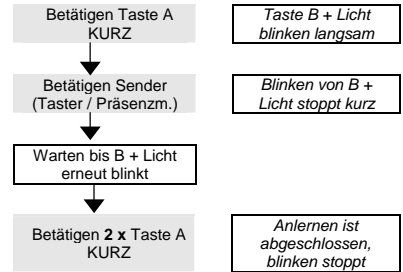 Betätigen Taste A
KURZ
Taste B + Licht
blinken langsam
Betätigen Sender
(Taster / Präsenzm.)
Blinken von B +
Licht stoppt kurz
Warten bis B + Licht
erneut blinkt
Betätigen 2 x Taste A
KURZ
Anlernen ist
abgeschlossen,
blinken stoppt